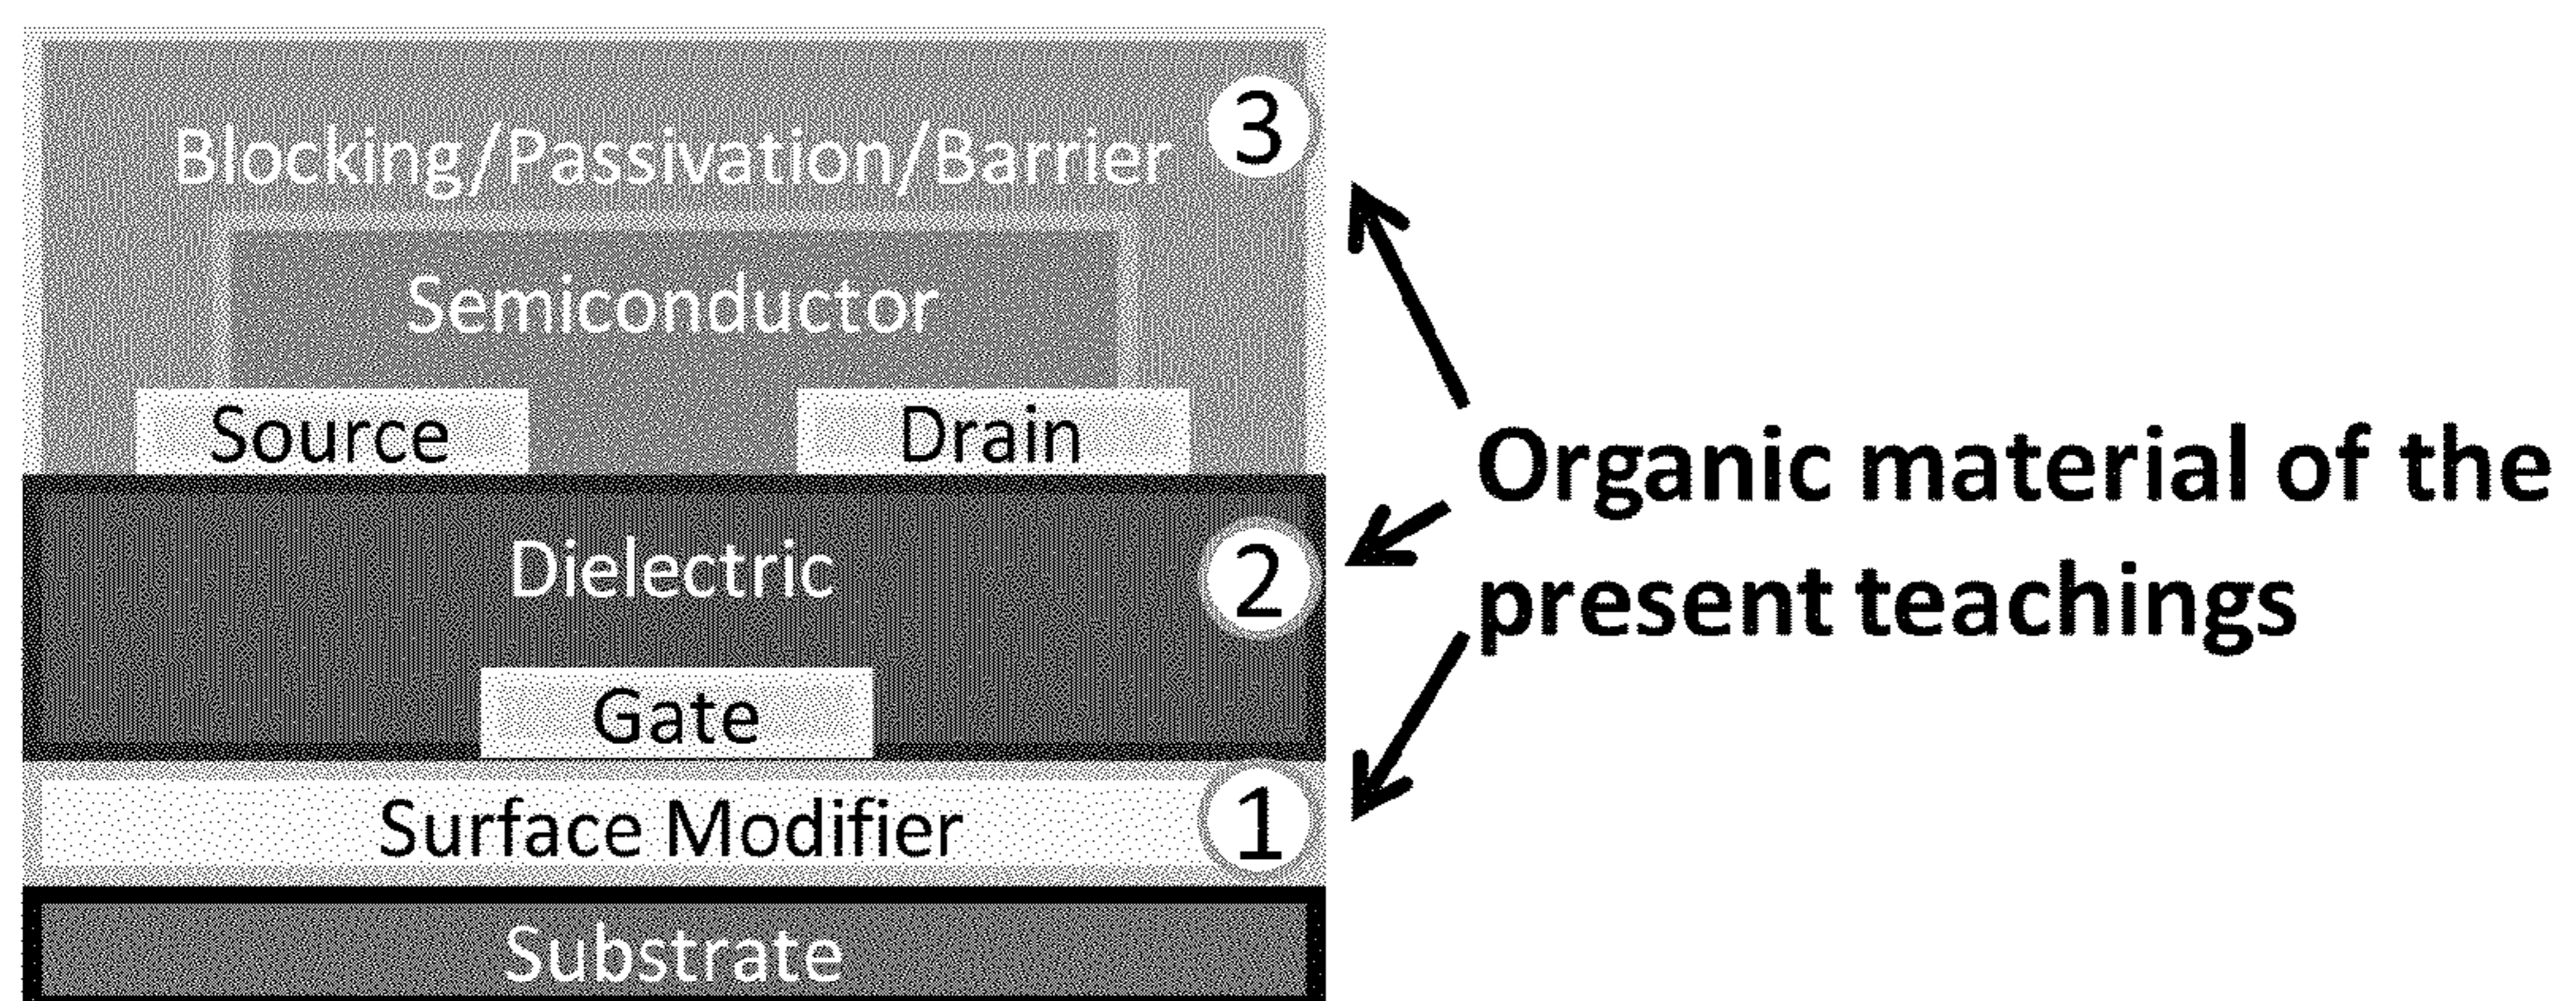 Blocking/Passivation/Barrier
3
Semiconductor
Source
Drain
Dielectric
2
Gate
Surface Modifier
1
Substrate
Organic material of the
present teachings